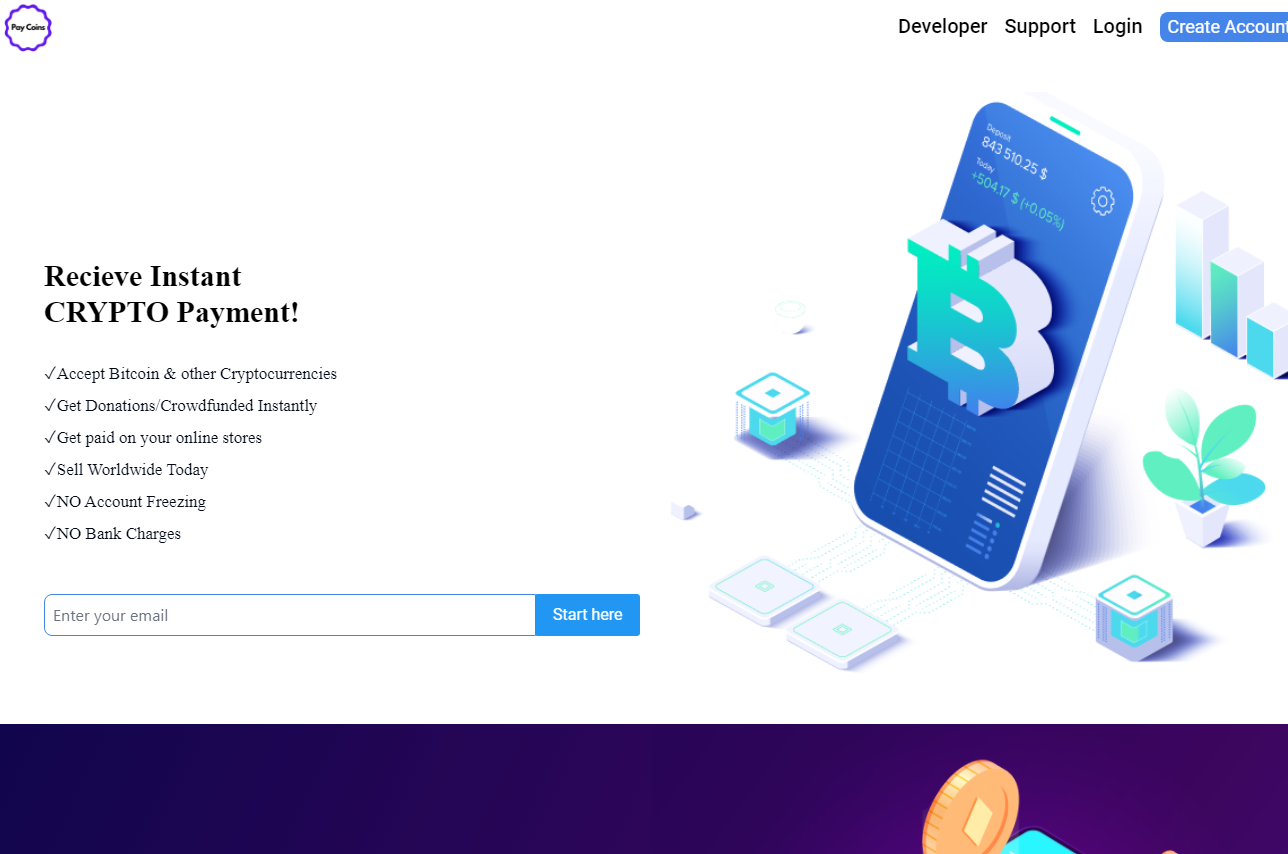 Pay Coins
Developer Support Login Create Account
Deposit
843 510.25 $
Today
+504.17 $ (+0.05%)
Recieve Instant
CRYPTO Payment!
✓Accept Bitcoin & other Cryptocurrencies
✓Get Donations/Crowdfunded Instantly
✓Get paid on your online stores
✓Sell Worldwide Today
✓NO Account Freezing
✓NO Bank Charges
Enter your email
Start here